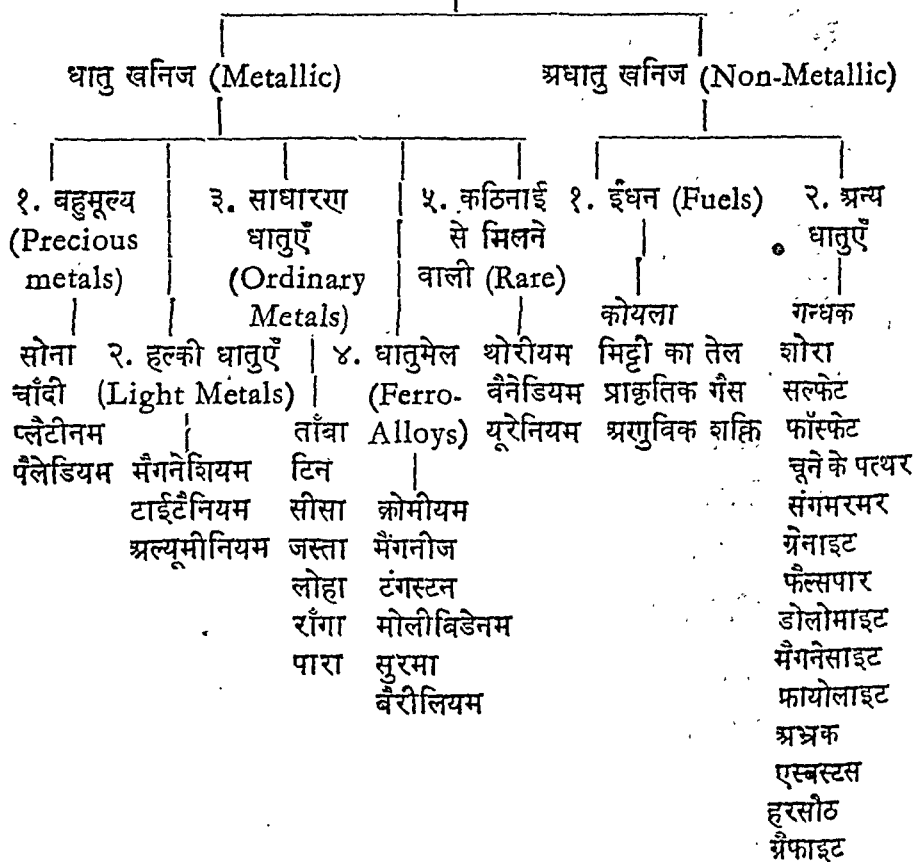 धातु खनिज (Metallic)
अधातु खनिज (Non-Metallic)
१. बहुमूल्य
(Precious
metals)
सोना
चाँदी
प्लैटीनम
पैलेडियम
२. हल्की धातुएँ
(Light Metals)
मैगनेशियम
टाईटैनियम
अल्यूमीनियम
३. साधारण
धातुएँ
(Ordinary
Metals)
ताँबा
टिन
सीसा
जस्ता
लोहा
राँगा
पारा
४. धातुमेल
(Ferro-
Alloys)
क्रोमीयम
मैंगनीज
टंगस्टन
मोलीविडेनम
सुरमा
बैरीलियम
५. कठिनाई
से मिलने
वाली (Rare)
थोरीयम
वैनेडियम
यूरेनियम
१. ईंधन (Fuels)
कोयला
मिट्टी का तेल
प्राकृतिक गैस
अणुविक शक्ति
२. अन्य
धातुएँ
गन्धक
शोरा
सल्फेट
फॉस्फेट
चूने के पत्थर
संगमरमर
ग्रेनाइट
फैल्सपार
डोलोमाइट
मैगनेसाइट
फ्रायोलाइट
अभ्रक
एस्बस्टस
हरसौठ
ग्रैफाइट